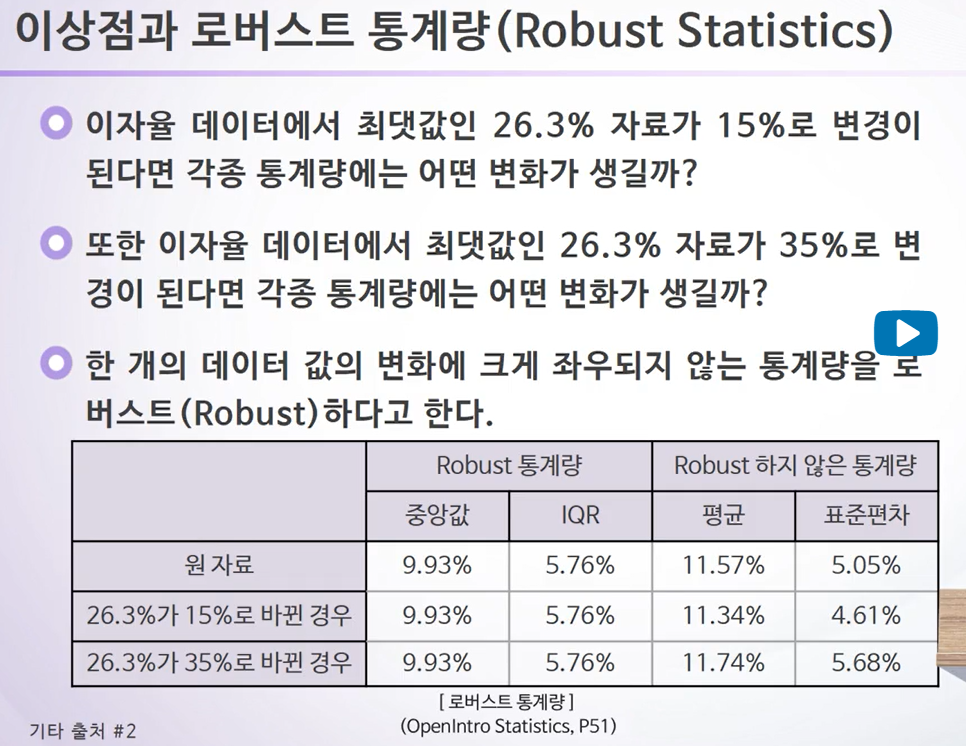 이상점과 로버스트 통계량(Robust Statistics)
이자율 데이터에서 최댓값인 26.3% 자료가 15%로 변경이
된다면 각종 통계량에는 어떤 변화가 생길까?
또한 이자율 데이터에서 최댓값인 26.3% 자료가 35%로 변
경이 된다면 각종 통계량에는 어떤 변화가 생길까?
한 개의 데이터 값의 변화에 크게 좌우되지 않는 통계량을 로
버스트(Robust)하다고 한다.
Robust 통계량 Robust 하지 않은 통계량
중앙값 IQR 평균 표준편차
원 자료 9.93% 5.76% 11.57% 5.05%
26.3%가 15%로 바뀐 경우 9.93% 5.76% 11.34% 4.61%
26.3%가 35%로 바뀐 경우 9.93% 5.76% 11.74% 5.68%
[ 로버스트 통계량 ]
(OpenIntro Statistics, P51)
기타 출처 #2